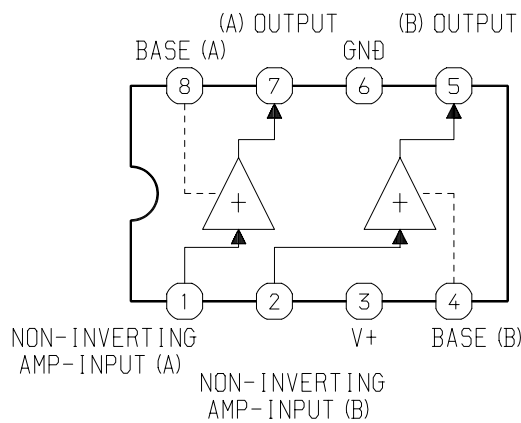 (A) OUTPUT
(B) OUTPUT
BASE (A)
GND
8
7
6
5
+
+
1
2
3
4
NON-INVERTING
AMP-INPUT (A)
V+
BASE (B)
NON-INVERTING
AMP-INPUT (B)